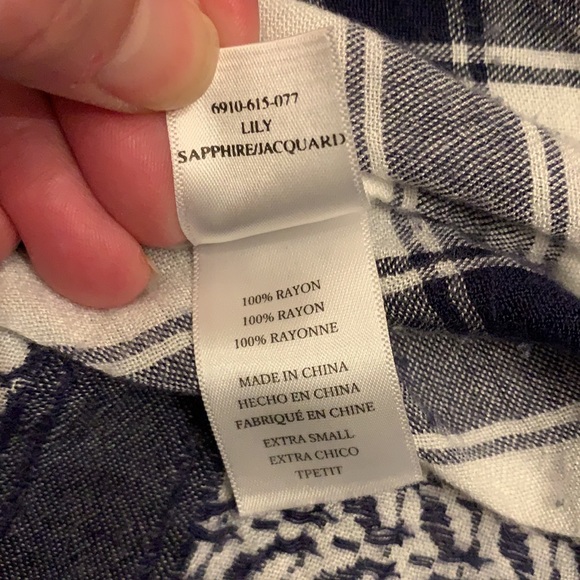 6910-615-077
LILY
SAPPHIRE/JACQUARD
100% RAYON
100% RAYON
100% RAYONNE
MADE IN CHINA
HECHO EN CHINA
FABRIQUÉ EN CHINE
EXTRA SMALL
EXTRA CHICO
TPETIT